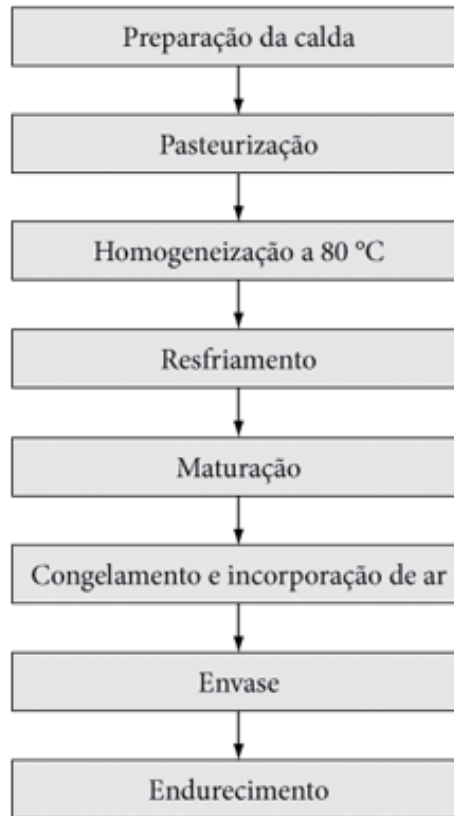 Preparação da calda
Pasteurização
Homogeneização a 80 °C
Resfriamento
Maturação
Congelamento e incorporação de ar
Envase
Endurecimento